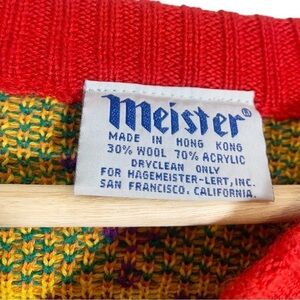 Meister®
MADE IN HONG KONG
30% WOOL 70% ACRYLIC
DRYCLEAN ONLY
FOR HAGEMEISTER-LERT, INC.
SAN FRANCISCO, CALIFORNIA.